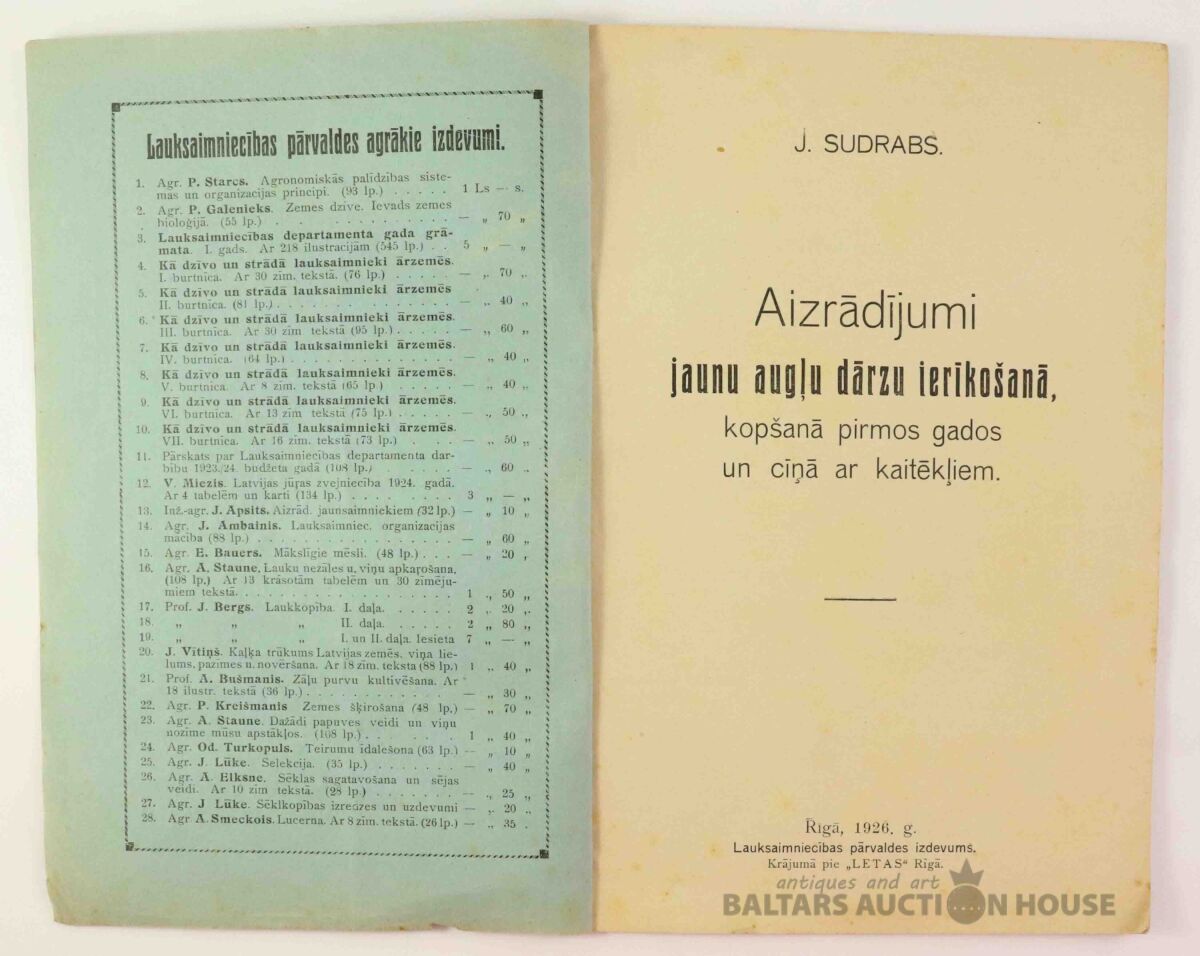 Lauksaimniecības pārvaldes agrākie izdevumi.
1. Agr. P. Starcs. Agronomiskās palīdzības siste-
mas un organizacijas principi. (93 lp.) . . . . . 1 Ls — s.
2. Agr. P. Galenieks. Zemes dzīve. Ievads zemes
bioloģijā. (55 lp.) . . . . . . . . . . — „ 70 „
3. Lauksaimniecības departamenta gada grā-
mata. I. gads. Ar 218 ilustracijām (545 lp.) . . 5 „ — „
4. Kā dzīvo un strādā lauksaimnieki ārzemēs.
I. burtnica. Ar 30 zīm. tekstā. (76 lp.) . . . . . — „ 70 „
5. Kā dzīvo un strādā lauksaimnieki ārzemēs
II. burtnica. (81 lp.) . . . . . . . . . . — „ 40 „
6. Kā dzīvo un strādā lauksaimnieki ārzemēs.
III. burtnīca. Ar 30 zīm tekstā (95 lp.) . . . . . — „ 60 „
7. Kā dzīvo un strādā lauksaimnieki ārzemēs.
IV. burtnica. (64 lp.) . . . . . . . . . . — „ 40 „
8. Kā dzīvo un strādā lauksaimnieki ārzemēs.
V. burtnica. Ar 8 zīm. tekstā (65 lp.) . . . . . — „ 40 „
9. Kā dzīvo un strādā lauksaimnieki ārzemēs.
VI. burtnica. Ar 13 zīm tekstā (75 lp.) . . . . . — „ 50 „
10. Kā dzīvo un strādā lauksaimnieki ārzemēs.
VII. burtnica. Ar 16 zīm. tekstā (73 lp.) . . . — „ 50 „
11. Pārskats par Lauksaimniecības departamenta dar-
bību 1923./24. budžeta gadā (108 lp.) . . . . . — „ 60 „
12. V. Miezis. Latvijas jūŗas zvejniecība 1924. gadā.
Ar 4 tabelēm un karti (134 lp.) . . . . . . . 3 „ — „
13. Inž.-agr. J. Apsits. Aizrād. jaunsaimniekiem (32 lp.) — „ 10 „
14. Agr. J. Ambainis. Lauksaimniec. organizacijas
mācība (88 lp.) . . . . . . . . . . — „ 60 „
15. Agr. E. Bauers. Mākslīgie mēsli. (48 lp.) . . . — „ 20 „
16. Agr. A. Staune. Lauku nezāles u. viņu apkaŗošana.
(108 lp.) Ar 13 krāsotām tabelēm un 30 zīmēju-
miem tekstā. . . . . . . . . . . 1 „ 50 „
17. Prof. J. Bergs. Laukkopība. I. daļa. . . . . . 2 „ 20 „
18. „ „ „ II. daļa. . . . . . 2 „ 80 „
19. „ „ „ I. un II. daļa. Iesieta 7 „ — „
20. J. Vītiņš. Kaļķa trūkums Latvijas zemēs, viņa lie-
lums, pazīmes u. novēršana. Ar 18 zīm. teksta (88 lp.) 1 „ 40 „
21. Prof. A. Bušmanis. Zāļu purvu kultivēšana. Ar
18 ilustr. tekstā (36 lp.) . . . . . . . . . . — „ 30 „
22. Agr. P. Kreišmanis Zemes šķirošana (48 lp.) — „ 70 „
23. Agr. A. Staune. Dažādi papuves veidi un viņu
nozīme mūsu apstākļos. (108 lp.) . . . . . 1 „ 40 „
24. Agr. Od. Turkopuls. Teirumu īdalešona (63 lp.) — „ 10 „
25. Agr. J. Lūke. Selekcija. (35 lp.) . . . . . . . — „ 40 „
26. Agr. A. Elksne. Sēklas sagatavošana un sējas
veidi. Ar 10 zīm. tekstā. (28 lp.) . . . . . — „ 25 „
27. Agr. J Lūke. Sēklkopības izredzes un uzdevumi — „ 20 „
28. Agr A. Smeckois. Lucerna. Ar 8 zīm. tekstā. (26 lp.) — „ 35 .
J. SUDRABS.
Aizrādījumi
jaunu augļu dārzu ierīkošanā,
kopšanā pirmos gados
un cīņā ar kaitēkļiem.
Rīgā, 1926. g.
Lauksaimniecības pārvaldes izdevums.
Krājumā pie „LETAS“ Rīgā.
antiques and art
BALTARS AUCTION HOUSE